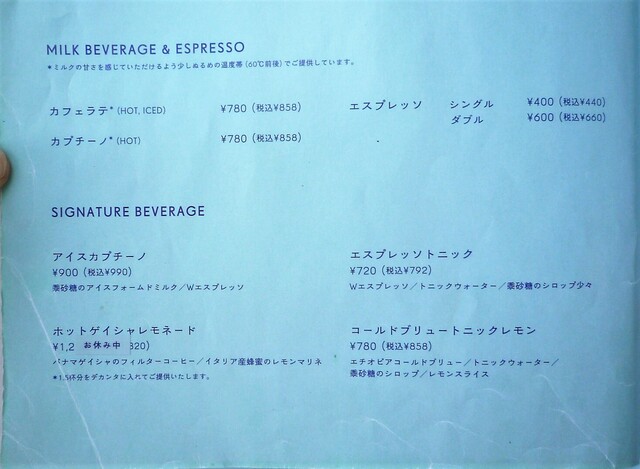 MILK BEVERAGE & ESPRESSO
*ミルクの甘さを感じていただけるよう少しぬるめの温度帯(60℃前後)でご提供しています。
カフェラテ*(HOT, ICED) ¥780(税込¥858)
カプチーノ*(HOT) ¥780(税込¥858)
エスプレッソ シングル ¥400(税込¥440)
ダブル ¥600(税込¥660)
SIGNATURE BEVERAGE
アイスカプチーノ
¥900(税込¥990)
黍砂糖のアイスフォームドミルク/Wエスプレッソ
エスプレッソトニック
¥720(税込¥792)
Wエスプレッソ/トニックウォーター/黍砂糖のシロップ少々
ホットゲイシャレモネード
¥1,2 お休み中 320)
パナマゲイシャのフィルターコーヒー/イタリア産蜂蜜のレモンマリネ
*1.5杯分をデカンタに入れてご提供いたします。
コールドブリュートニックレモン
¥780(税込¥858)
エチオピアコールドブリュー/トニックウォーター/
黍砂糖のシロップ/レモンスライス